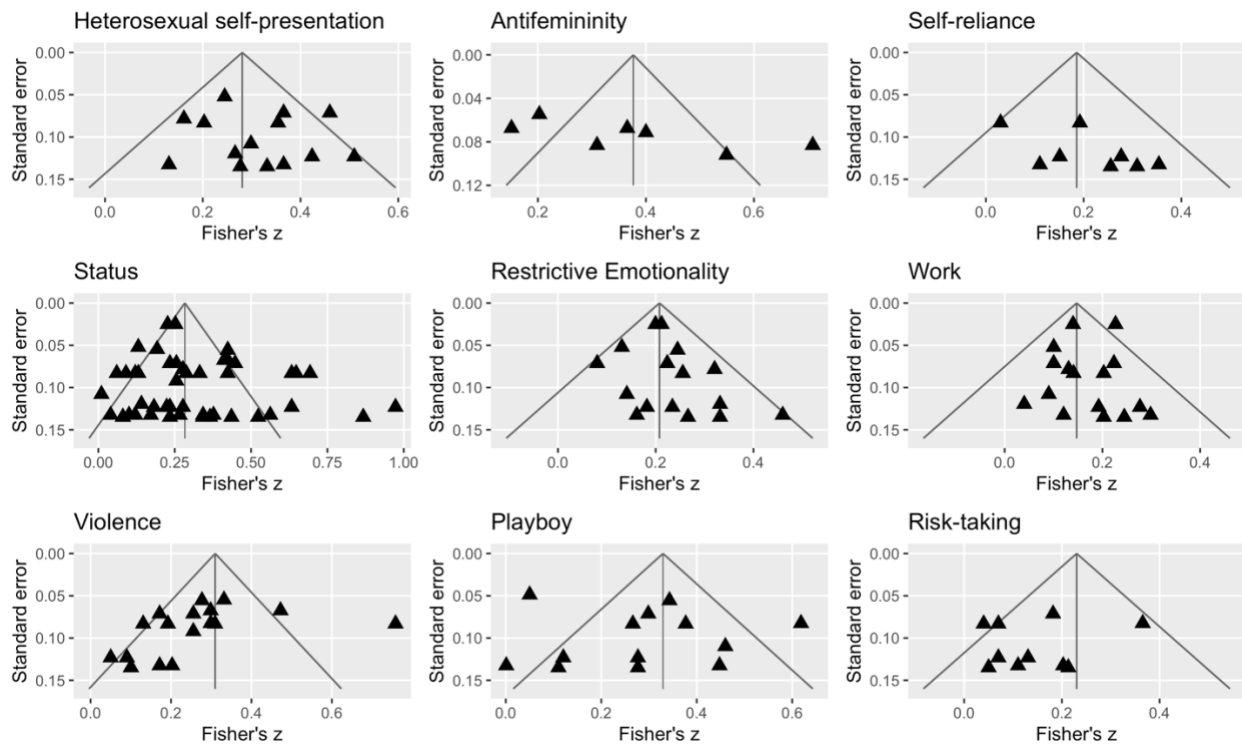 Heterosexual self-presentation
Standard error
0.00
0.05
0.10
0.15
0.0 0.2 0.4 0.6
Fisher's z
Antifemininity
Standard error
0.00
0.04
0.08
0.12
0.2 0.4 0.6
Fisher's z
Self-reliance
Standard error
0.00
0.05
0.10
0.15
0.0 0.2 0.4
Fisher's z
Status
Standard error
0.00
0.05
0.10
0.15
0.00 0.25 0.50 0.75 1.00
Fisher's z
Restrictive Emotionality
Standard error
0.00
0.05
0.10
0.15
0.0 0.2 0.4
Fisher's z
Work
Standard error
0.00
0.05
0.10
0.15
0.0 0.2 0.4
Fisher's z
Violence
Standard error
0.00
0.05
0.10
0.15
0.0 0.2 0.4 0.6
Fisher's z
Playboy
Standard error
0.00
0.05
0.10
0.15
0.0 0.2 0.4 0.6
Fisher's z
Risk-taking
Standard error
0.00
0.05
0.10
0.15
0.0 0.2 0.4
Fisher's z